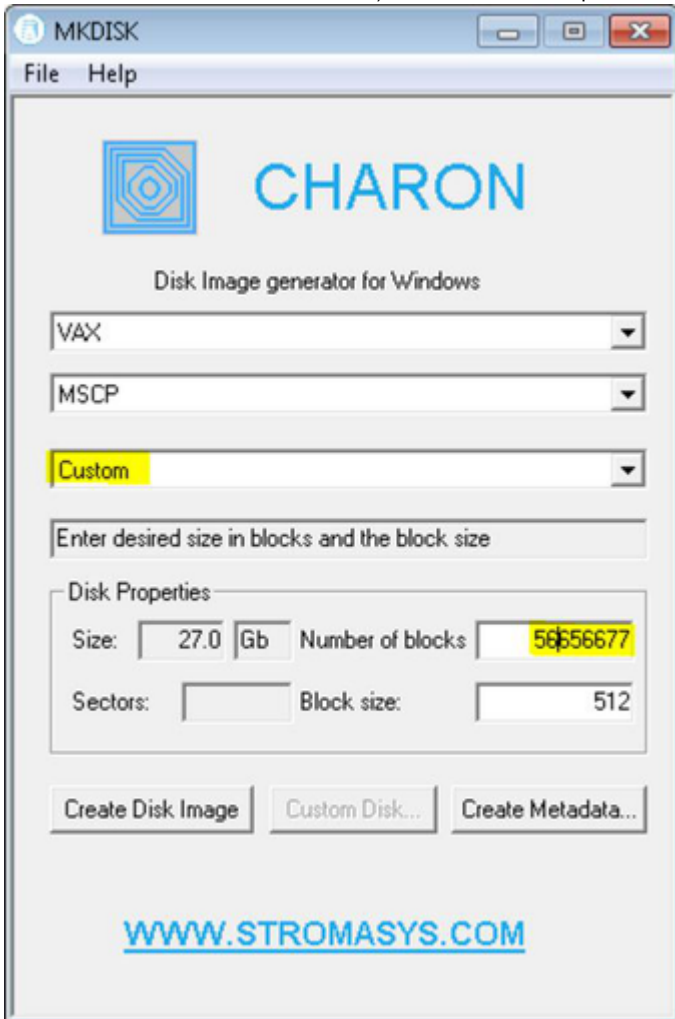 MKDISK
File Help
CHARON
Disk Image generator for Windows
VAX
MSCP
Custom
Enter desired size in blocks and the block size
Disk Properties
Size: 27.0 Gb Number of blocks 56656677
Sectors: Block size: 512
Create Disk Image Custom Disk... Create Metadata...
WWW.STROMASYS.COM